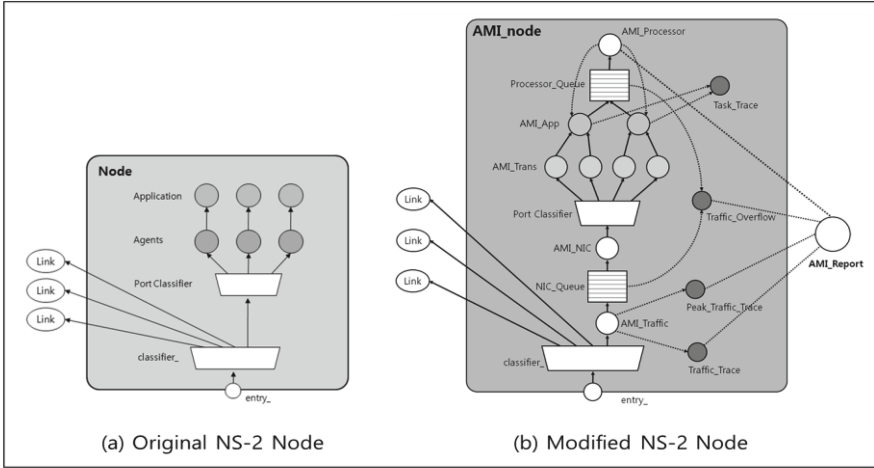 Node
Application
Agents
Link
Port Classifier
Link
Link
classifier_
entry_
(a) Original NS-2 Node
AMI_node
AMI_Processor
Processor_Queue
Task_Trace
AMI_App
AMI_Trans
Link
Port Classifier
Traffic_Overflow
Link
AMI_NIC
AMI_Report
Link
NIC_Queue
Peak_Traffic_Trace
AMI_Traffic
classifier_
Traffic_Trace
entry_
(b) Modified NS-2 Node